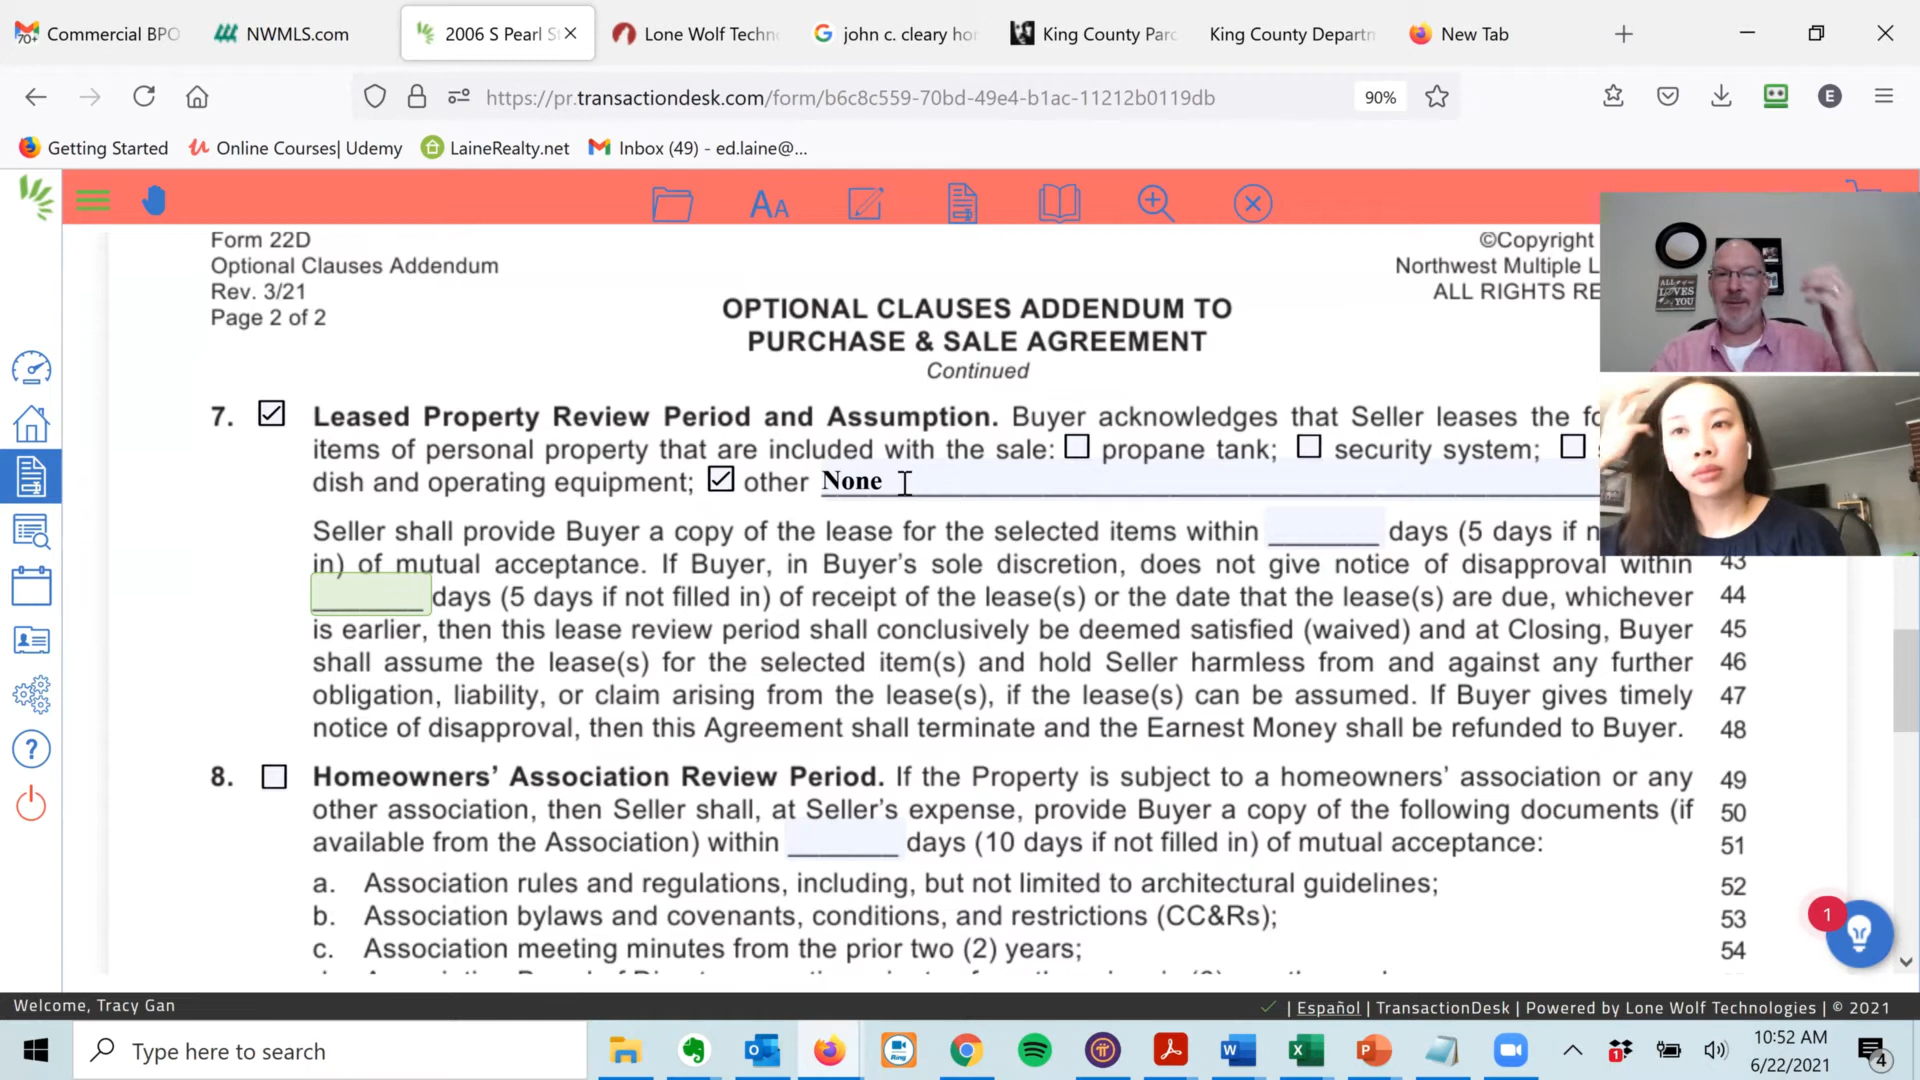 70+
Commercial BPO
NWMLS.com
2006 S Pearl S
Lone Wolf Techn
john c. cleary ho
King County Parc
King County Departm
New Tab
https://pr.transactiondesk.com/form/b6c8c559-70bd-49e4-b1ac-11212b0119db
90%
E
Getting Started
Online Courses| Udemy
LaineRealty.net
Inbox (49) - ed.laine@...
AA
Form 22D
Optional Clauses Addendum
Rev. 3/21
Page 2 of 2
©Copyright
Northwest Multiple L
ALL RIGHTS RE
OPTIONAL CLAUSES ADDENDUM TO
PURCHASE & SALE AGREEMENT
Continued
7. Leased Property Review Period and Assumption. Buyer acknowledges that Seller leases the fo
items of personal property that are included with the sale: propane tank; security system;
dish and operating equipment; other None
Seller shall provide Buyer a copy of the lease for the selected items within ________ days (5 days if n
in) of mutual acceptance. If Buyer, in Buyer's sole discretion, does not give notice of disapproval within 43
________ days (5 days if not filled in) of receipt of the lease(s) or the date that the lease(s) are due, whichever 44
is earlier, then this lease review period shall conclusively be deemed satisfied (waived) and at Closing, Buyer 45
shall assume the lease(s) for the selected item(s) and hold Seller harmless from and against any further 46
obligation, liability, or claim arising from the lease(s), if the lease(s) can be assumed. If Buyer gives timely 47
notice of disapproval, then this Agreement shall terminate and the Earnest Money shall be refunded to Buyer. 48
8. Homeowners' Association Review Period. If the Property is subject to a homeowners' association or any 49
other association, then Seller shall, at Seller's expense, provide Buyer a copy of the following documents (if 50
available from the Association) within ________ days (10 days if not filled in) of mutual acceptance: 51
a. Association rules and regulations, including, but not limited to architectural guidelines; 52
b. Association bylaws and covenants, conditions, and restrictions (CC&Rs); 53
c. Association meeting minutes from the prior two (2) years; 54
1
Welcome, Tracy Gan
| Español | TransactionDesk | Powered by Lone Wolf Technologies | © 2021
Type here to search
Ring
1
10:52 AM
6/22/2021
4